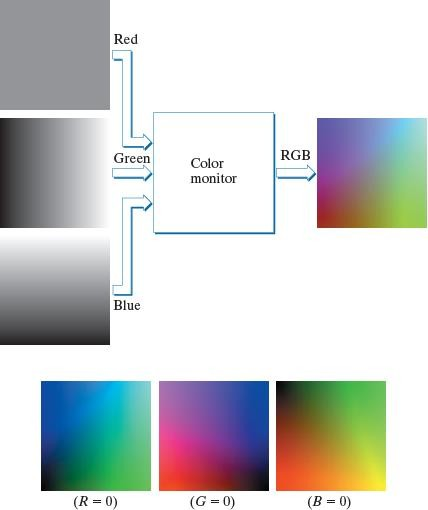 Red
Green
Color
monitor
RGB
Blue
(R = 0)
(G = 0)
(B = 0)